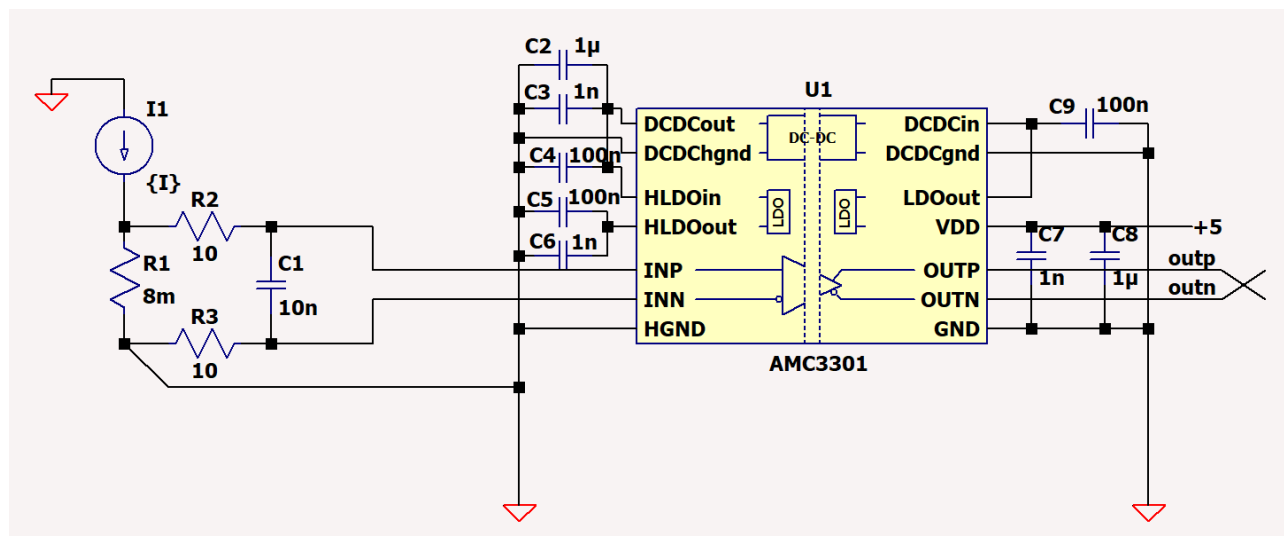 C2 1µ
C3 1n
C4 100n
C5 100n
C6 1n
I1
{I}
R2
10
R1
8m
C1
10n
R3
10
U1
DCDCout
DCDChgnd
HLDOin
HLDOout
INP
INN
HGND
DC-DC
LDO
LDO
DCDCin
DCDCgnd
LDOout
VDD
OUTP
OUTN
GND
AMC3301
C9 100n
+5
C7
1n
C8
1µ
outp
outn